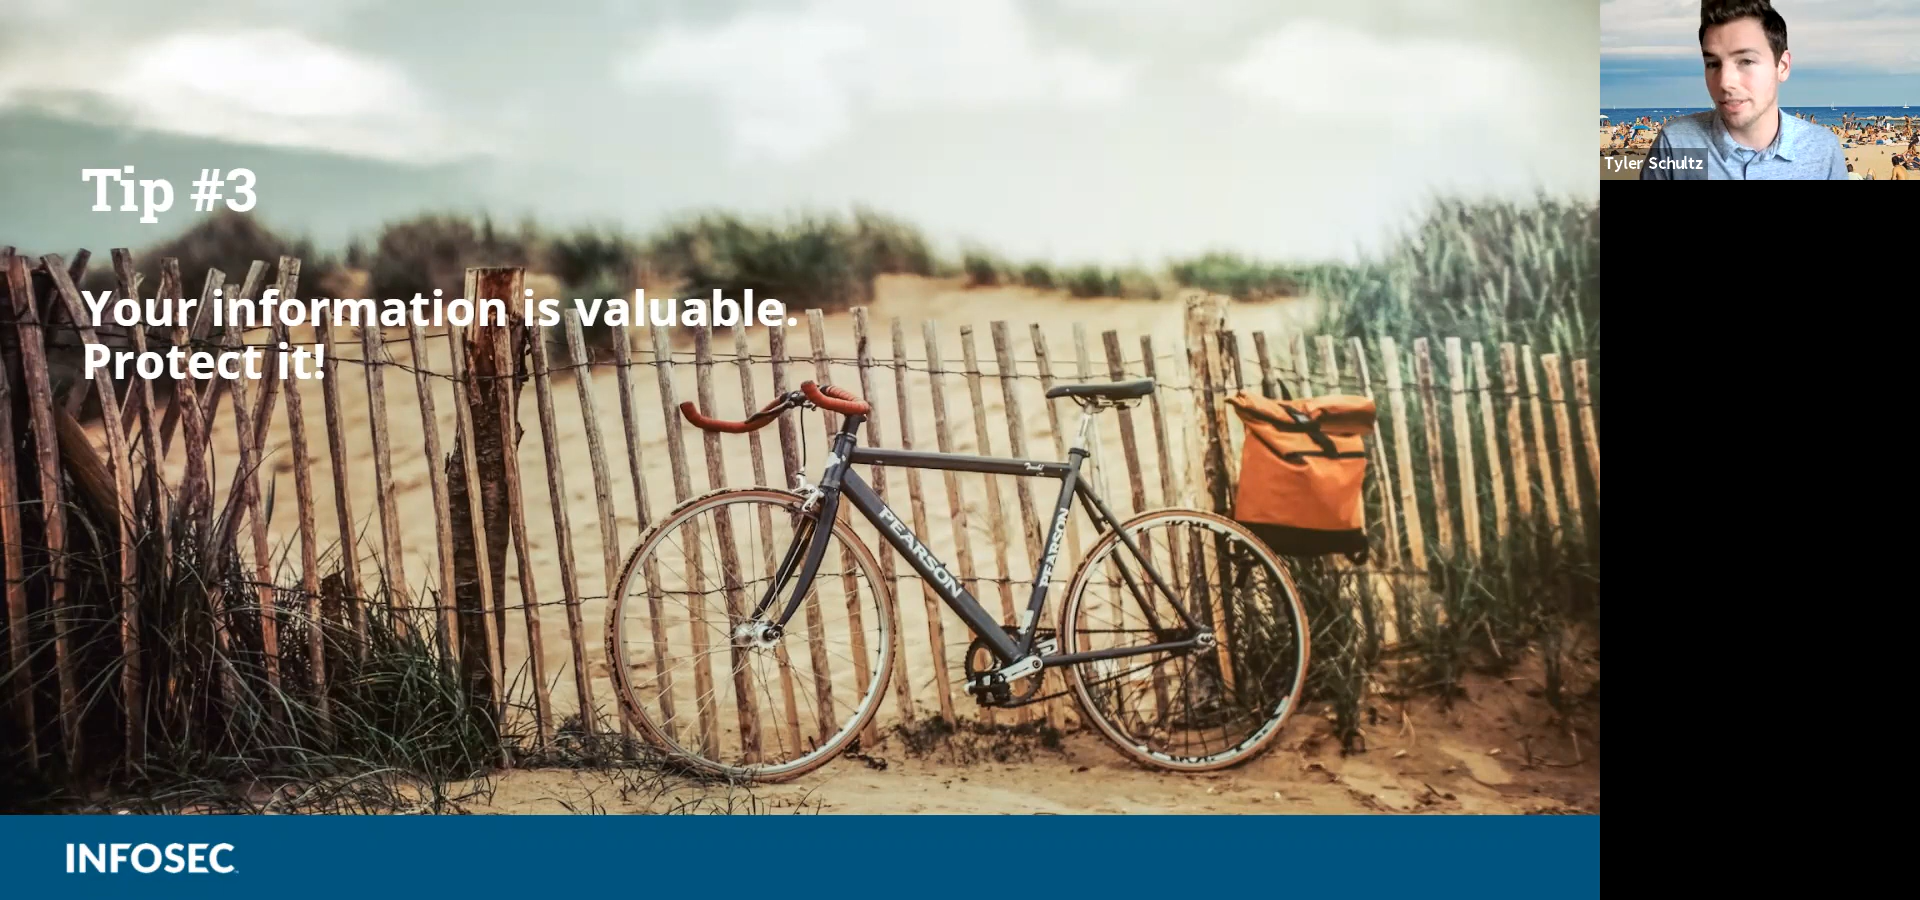 Tip #3
Your information is valuable.
Protect it!
PEARSON
PEARSON
INFOSEC
Tyler Schultz